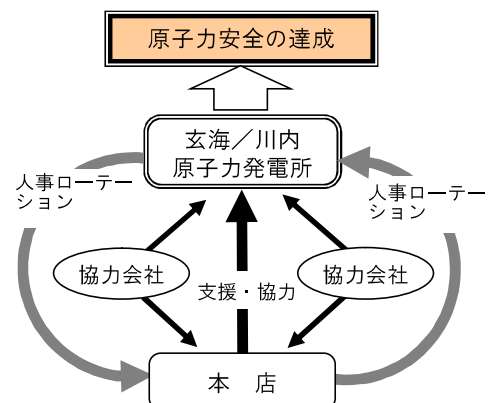 原子力安全の達成
玄海／川内
原子力発電所
人事ローテー
ション
人事ローテー
ション
協力会社
協力会社
支援・協力
本　店